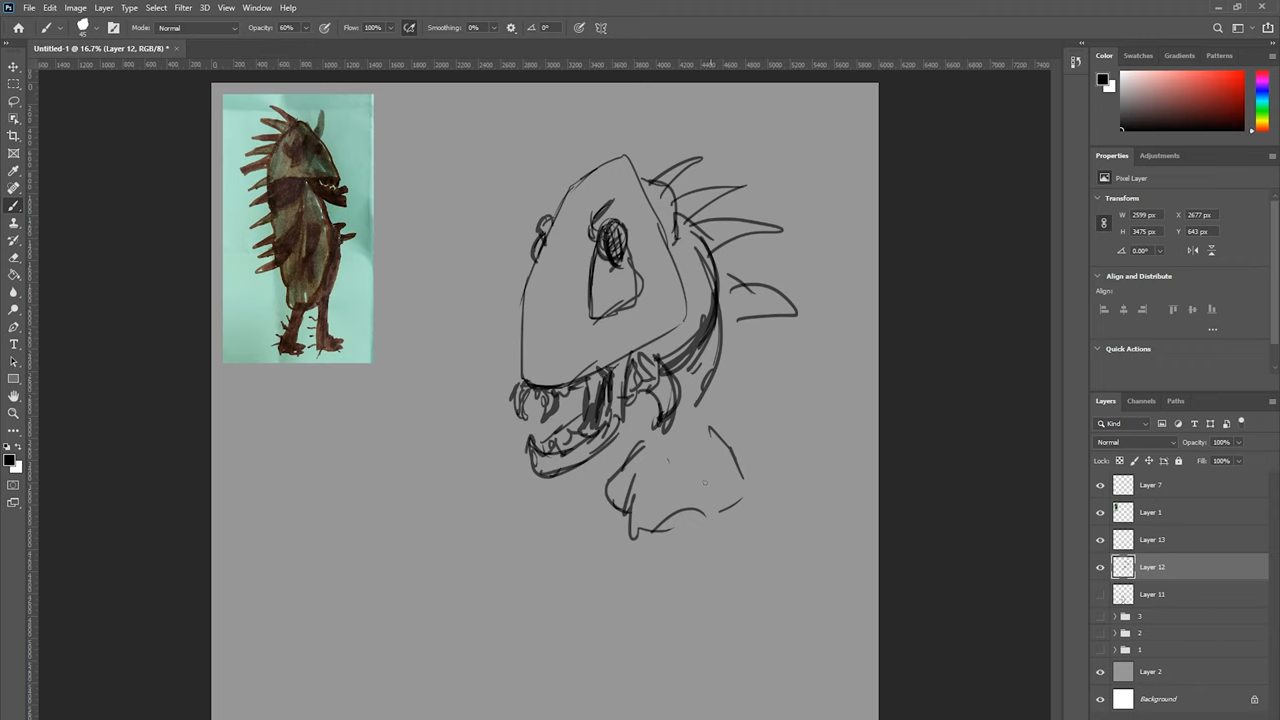 File Edit Image Layer Type Select Filter 3D View Window Help
45 Mode: Normal Opacity: 60% Flow: 100% Smoothing: 0% 0°
Untitled-1 @ 16.7% (Layer 12, RGB/8) *
Color Swatches Gradients Patterns
Properties Adjustments
Pixel Layer
Transform
W 2599 px X 2677 px
H 3475 px Y 643 px
0.00°
Align and Distribute
Align:
Quick Actions
Layers Channels Paths
Kind
Normal Opacity: 100%
Lock: Fill: 100%
Layer 7
Layer 1
Layer 13
Layer 12
Layer 11
3
2
1
Layer 2
Background